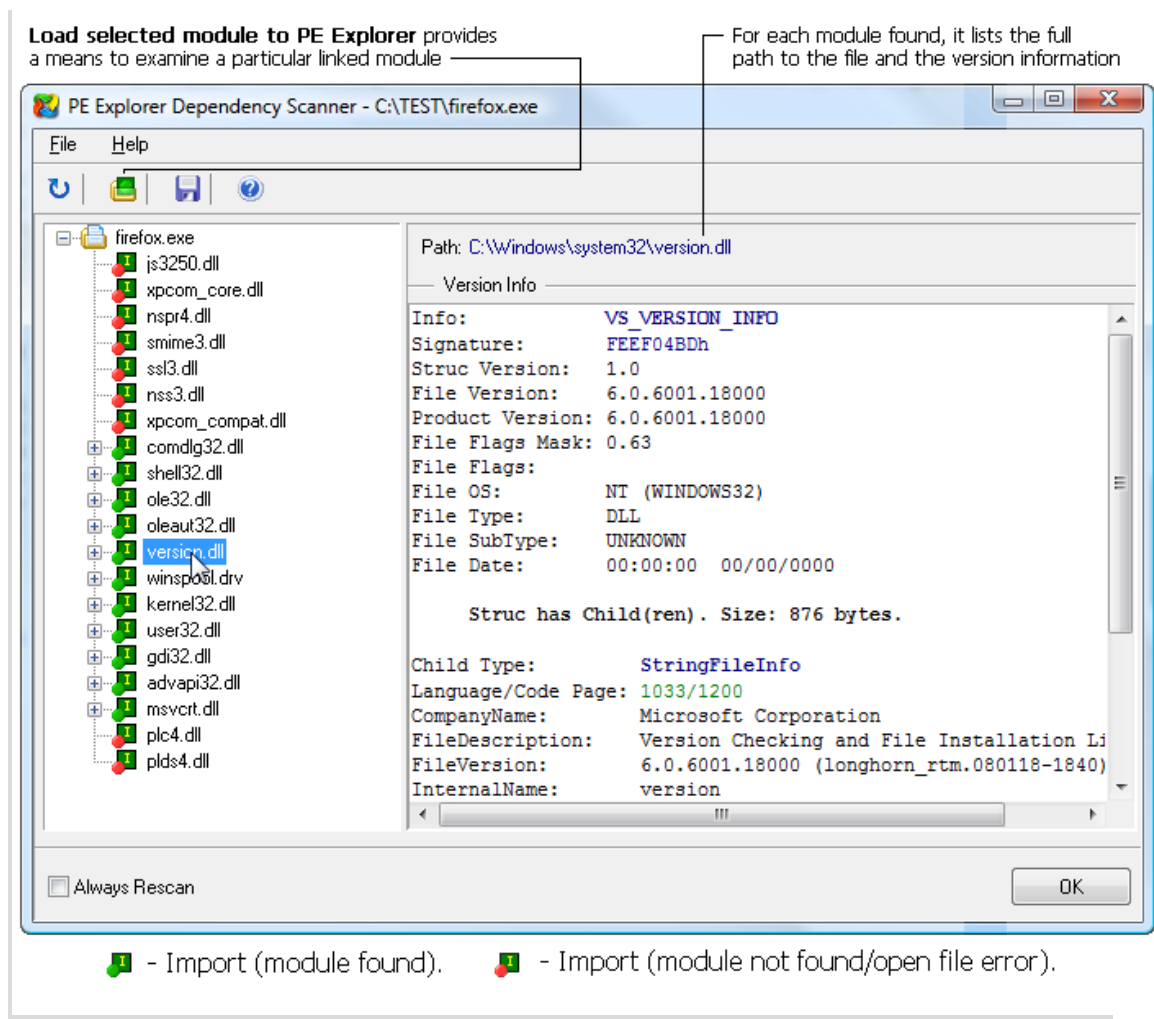 Load selected module to PE Explorer provides
a means to examine a particular linked module
For each module found, it lists the full
path to the file and the version information
PE Explorer Dependency Scanner - C:\TEST\firefox.exe
File Help
firefox.exe
js3250.dll
xpcom_core.dll
nspr4.dll
smime3.dll
ssl3.dll
nss3.dll
xpcom_compat.dll
comdlg32.dll
shell32.dll
ole32.dll
oleaut32.dll
version.dll
winspool.drv
kernel32.dll
user32.dll
gdi32.dll
advapi32.dll
msvcrt.dll
plc4.dll
plds4.dll
Path: C:\Windows\system32\version.dll
Version Info
Info: VS_VERSION_INFO
Signature: FEEF04BDh
Struc Version: 1.0
File Version: 6.0.6001.18000
Product Version: 6.0.6001.18000
File Flags Mask: 0.63
File Flags:
File OS: NT (WINDOWS32)
File Type: DLL
File SubType: UNKNOWN
File Date: 00:00:00 00/00/0000
Struc has Child(ren). Size: 876 bytes.
Child Type: StringFileInfo
Language/Code Page: 1033/1200
CompanyName: Microsoft Corporation
FileDescription: Version Checking and File Installation Li
FileVersion: 6.0.6001.18000 (longhorn_rtm.080118-1840)
InternalName: version
Always Rescan
OK
- Import (module found).
- Import (module not found/open file error).